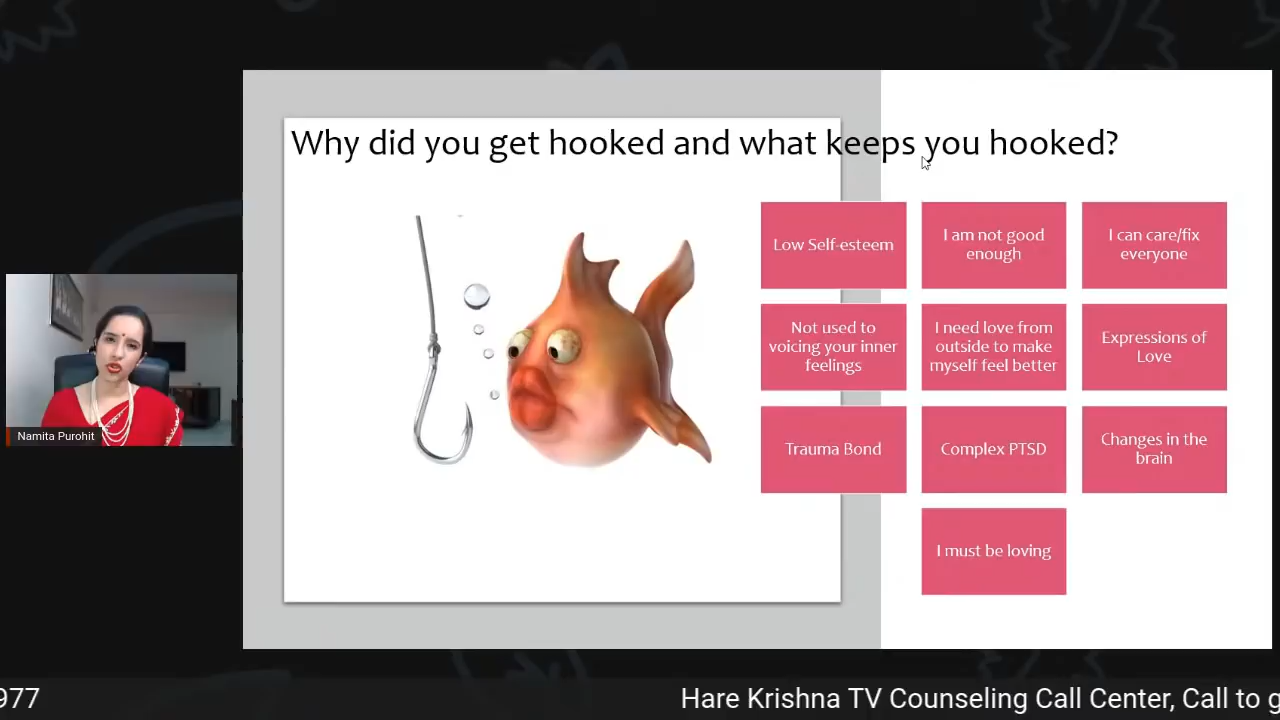 Why did you get hooked and what keeps you hooked?
Low Self-esteem
I am not good
enough
I can care/fix
everyone
Not used to
voicing your inner
feelings
I need love from
outside to make
myself feel better
Expressions of
Love
Trauma Bond
Complex PTSD
Changes in the
brain
I must be loving
Namita Purohit
977
Hare Krishna TV Counseling Call Center, Call to g